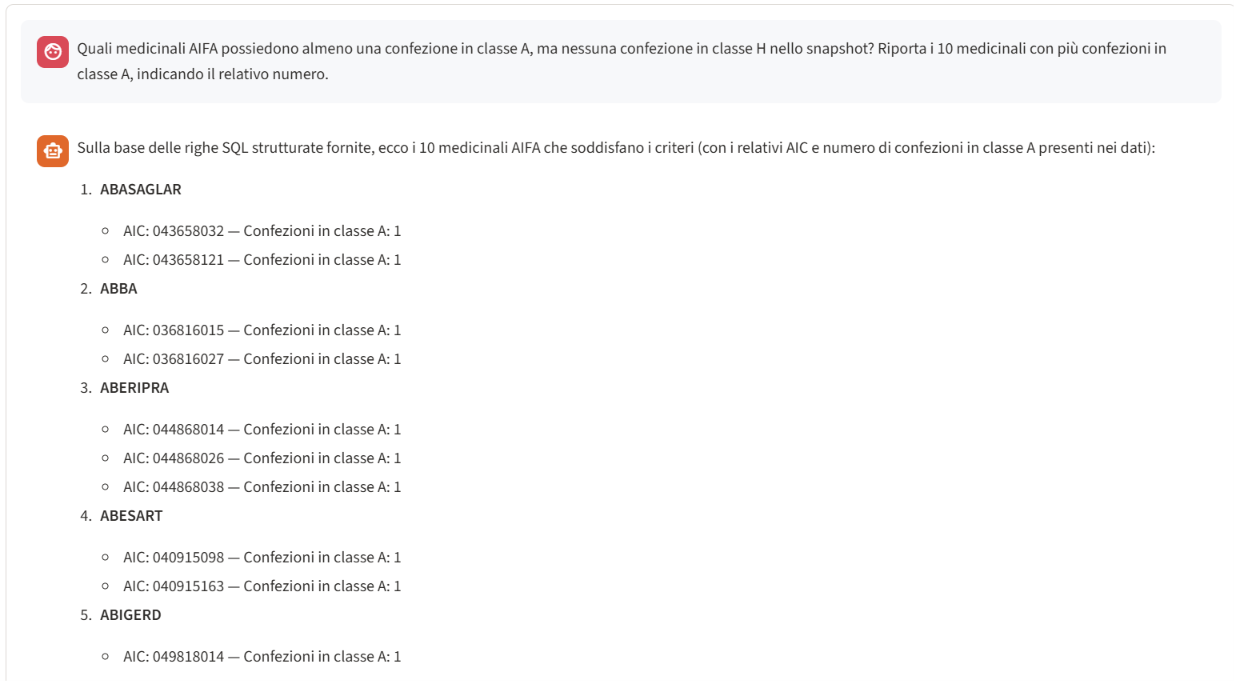 Quali medicinali AIFA possiedono almeno una confezione in classe A, ma nessuna confezione in classe H nello snapshot? Riporta i 10 medicinali con più confezioni in
classe A, indicando il relativo numero.
Sulla base delle righe SQL strutturate fornite, ecco i 10 medicinali AIFA che soddisfano i criteri (con i relativi AIC e numero di confezioni in classe A presenti nei dati):
1. ABASAGLAR
◦ AIC: 043658032 — Confezioni in classe A: 1
◦ AIC: 043658121 — Confezioni in classe A: 1
2. ABBA
◦ AIC: 036816015 — Confezioni in classe A: 1
◦ AIC: 036816027 — Confezioni in classe A: 1
3. ABERIPRA
◦ AIC: 044868014 — Confezioni in classe A: 1
◦ AIC: 044868026 — Confezioni in classe A: 1
◦ AIC: 044868038 — Confezioni in classe A: 1
4. ABESART
◦ AIC: 040915098 — Confezioni in classe A: 1
◦ AIC: 040915163 — Confezioni in classe A: 1
5. ABIGERD
◦ AIC: 049818014 — Confezioni in classe A: 1